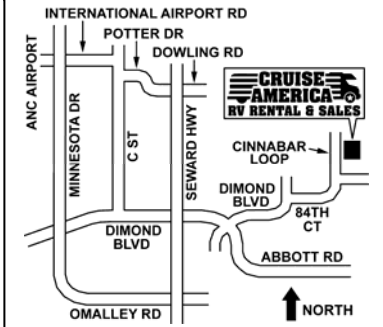 INTERNATIONAL AIRPORT RD
POTTER DR
DOWLING RD
ANC AIRPORT
MINNESOTA DR
C ST
SEWARD HWY
CRUISE
AMERICA
RV RENTAL & SALES
CINNABAR
LOOP
DIMOND
BLVD
84TH
CT
DIMOND
BLVD
ABBOTT RD
OMALLEY RD
NORTH